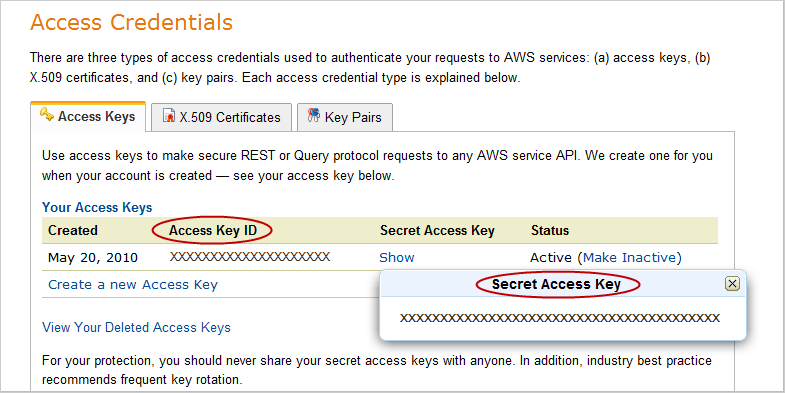 Access Credentials
There are three types of access credentials used to authenticate your requests to AWS services: (a) access keys, (b)
X.509 certificates, and (c) key pairs. Each access credential type is explained below.
Access Keys
X.509 Certificates
Key Pairs
Use access keys to make secure REST or Query protocol requests to any AWS service API. We create one for you
when your account is created — see your access key below.
Your Access Keys
Created Access Key ID Secret Access Key Status
May 20, 2010 XXXXXXXXXXXXXXXXXXXX Show Active (Make Inactive)
Create a new Access Key
Secret Access Key
XXXXXXXXXXXXXXXXXXXXXXXXXXXXXXXXXXXXXXXX
View Your Deleted Access Keys
For your protection, you should never share your secret access keys with anyone. In addition, industry best practice
recommends frequent key rotation.